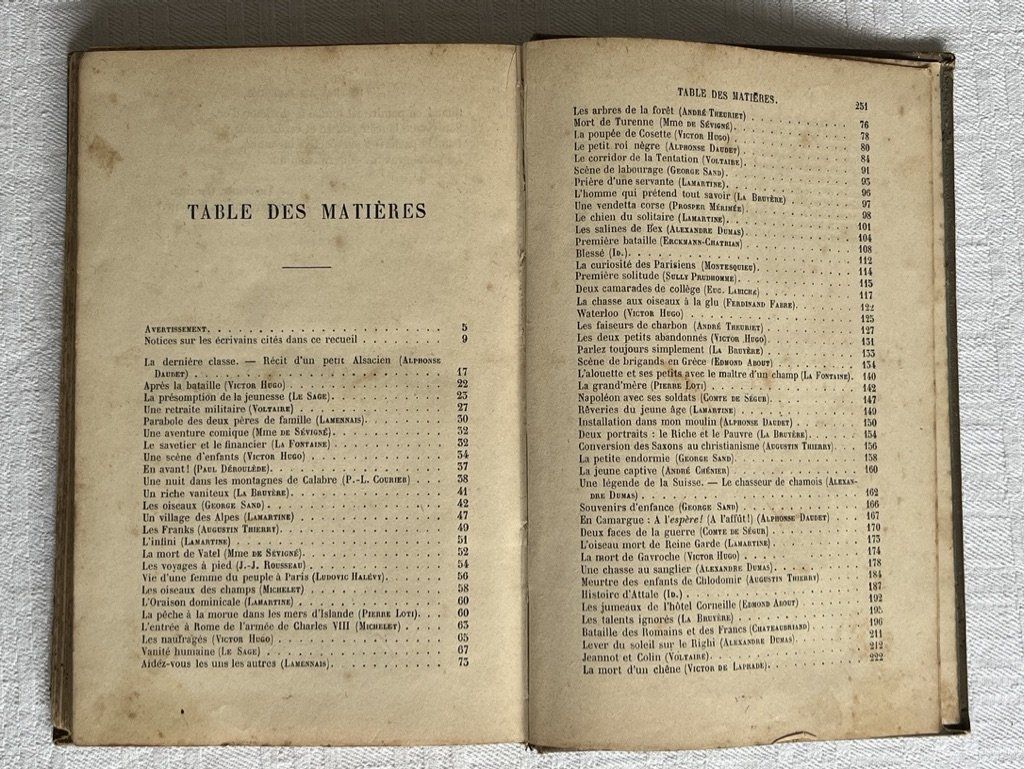 TABLE DES MATIÈRES
AVERTISSEMENT. 5
Notices sur les écrivains cités dans ce recueil 9
La dernière classe. — Récit d'un petit Alsacien (ALPHONSE
DAUDET) 17
Après la bataille (VICTOR HUGO) 22
La présomption de la jeunesse (LE SAGE). 23
Une retraite militaire (VOLTAIRE) 27
Parabole des deux pères de famille (LAMENNAIS). 30
Une aventure comique (Mme DE SÉVIGNÉ). 32
Le savetier et le financier (LA FONTAINE) 32
Une scène d'enfants (VICTOR HUGO) 34
En avant! (PAUL DÉROULÈDE). 37
Une nuit dans les montagnes de Calabre (P.-L. COURIER) 38
Un riche vaniteux (LA BRUYÈRE). 41
Les oiseaux (GEORGE SAND). 42
Un village des Alpes (LAMARTINE) 47
Les Franks (AUGUSTIN THIERRY) 49
L'infini (LAMARTINE) 51
La mort de Vatel (Mme DE SÉVIGNÉ). 52
Les voyages à pied (J.-J. ROUSSEAU) 54
Vie d'une femme du peuple à Paris (LUDOVIC HALÉVY). 56
Les oiseaux des champs (MICHELET) 58
L'Oraison dominicale (LAMARTINE) 60
La pêche à la morue dans les mers d'Islande (PIERRE LOTI). 60
L'entrée à Rome de l'armée de Charles VIII (MICHELET). 63
Les naufragés (VICTOR HUGO) 65
Vanité humaine (LE SAGE) 67
Aidez-vous les uns les autres (LAMENNAIS). 75
TABLE DES MATIÈRES. 251
Les arbres de la forêt (ANDRÉ THEURIET) 76
Mort de Turenne (Mme DE SÉVIGNÉ). 78
La poupée de Cosette (VICTOR HUGO) 80
Le petit roi nègre (ALPHONSE DAUDET) 84
Le corridor de la Tentation (VOLTAIRE). 91
Scène de labourage (GEORGE SAND) 95
Prière d'une servante (LAMARTINE). 96
L'homme qui prétend tout savoir (LA BRUYÈRE) 97
Une vendetta corse (PROSPER MÉRIMÉE). 98
Le chien du solitaire (LAMARTINE). 101
Les salines de Bex (ALEXANDRE DUMAS) 104
Première bataille (ERCKMANN-CHATRIAN) 108
Blessé (ID.). 112
La curiosité des Parisiens (MONTESQUIEU). 114
Première solitude (SULLY PRUDHOMME). 115
Deux camarades de collège (EUG. LABICHE) 117
La chasse aux oiseaux à la glu (FERDINAND FABRE). 122
Waterloo (VICTOR HUGO) 125
Les faiseurs de charbon (ANDRÉ THEURIET) 127
Les deux petits abandonnés (VICTOR HUGO). 131
Parlez toujours simplement (LA BRUYÈRE) 133
Scène de brigands en Grèce (EDMOND ABOUT) 134
L'alouette et ses petits avec le maître d'un champ (LA FONTAINE). 140
La grand'mère (PIERRE LOTI) 142
Napoléon avec ses soldats (COMTE DE SÉGUR). 147
Rêveries du jeune âge (LAMARTINE) 149
Installation dans mon moulin (ALPHONSE DAUDET) 150
Deux portraits : le Riche et le Pauvre (LA BRUYÈRE). 154
Conversion des Saxons au christianisme (AUGUSTIN THIERRY). 156
La petite endormie (GEORGE SAND). 158
La jeune captive (ANDRÉ CHÉNIER) 160
Une légende de la Suisse. — Le chasseur de chamois (ALEXAN-
DRE DUMAS) 162
Souvenirs d'enfance (GEORGE SAND) 166
En Camargue : A l'espère! (A l'affût!) (ALPHONSE DAUDET) 167
Deux faces de la guerre (COMTE DE SÉGUR) 170
L'oiseau mort de Reine Garde (LAMARTINE) 173
La mort de Gavroche (VICTOR HUGO) 174
Une chasse au sanglier (ALEXANDRE DUMAS). 178
Meurtre des enfants de Chlodomir (AUGUSTIN THIERRY) 184
Histoire d'Attale (ID.) 187
Les jumeaux de l'hôtel Corneille (EDMOND ABOUT) 192
Les talents ignorés (LA BRUYÈRE) 195
Bataille des Romains et des Francs (CHATEAUBRIAND) 196
Lever du soleil sur le Righi (ALEXANDRE DUMAS). 211
Jeannot et Colin (VOLTAIRE). 212
La mort d'un chêne (VICTOR DE LAPRADE). 222